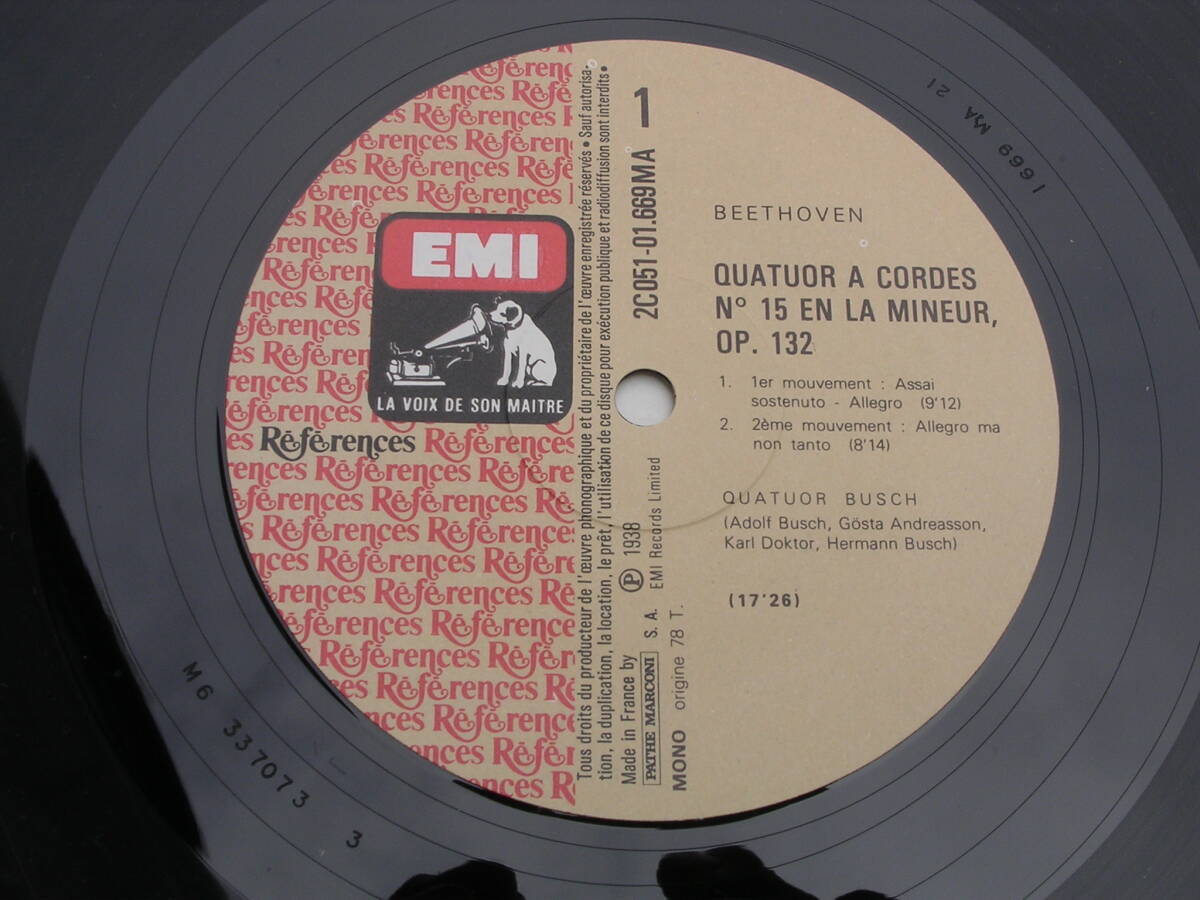 EMI
LA VOIX DE SON MAITRE
Références
Tous droits du producteur de l'œuvre phonographique et du propriétaire de l'œuvre enregistrée réservés • Sauf autorisa-
tion, la duplication, la location, le prêt, l'utilisation de ce disque pour exécution publique et radiodiffusion sont interdits •
Made in France by PATHE MARCONI S. A. ℗ 1938
EMI Records Limited
2C051-01.669MA 1
MONO origine 78 T.
BEETHOVEN
QUATUOR A CORDES
N° 15 EN LA MINEUR,
OP. 132
1. 1er mouvement : Assai
sostenuto - Allegro (9'12)
2. 2ème mouvement : Allegro ma
non tanto (8'14)
QUATUOR BUSCH
(Adolf Busch, Gösta Andreasson,
Karl Doktor, Hermann Busch)
(17'26)
M6 337073 3
1669 MA 21